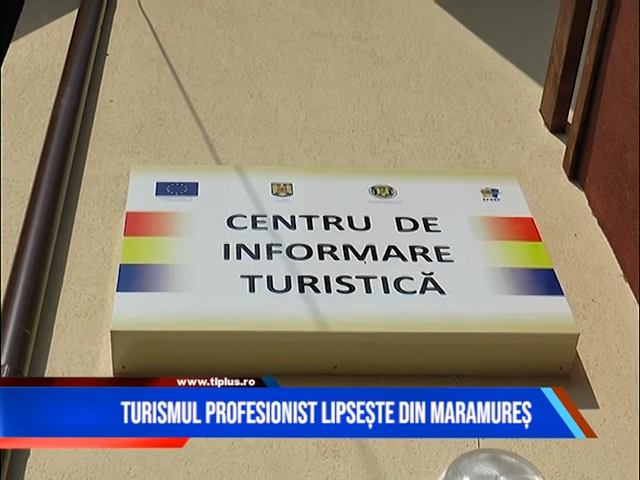 CENTRU DE
INFORMARE
TURISTICĂ
www.tlplus.ro
TURISMUL PROFESIONIST LIPSEȘTE DIN MARAMUREȘ